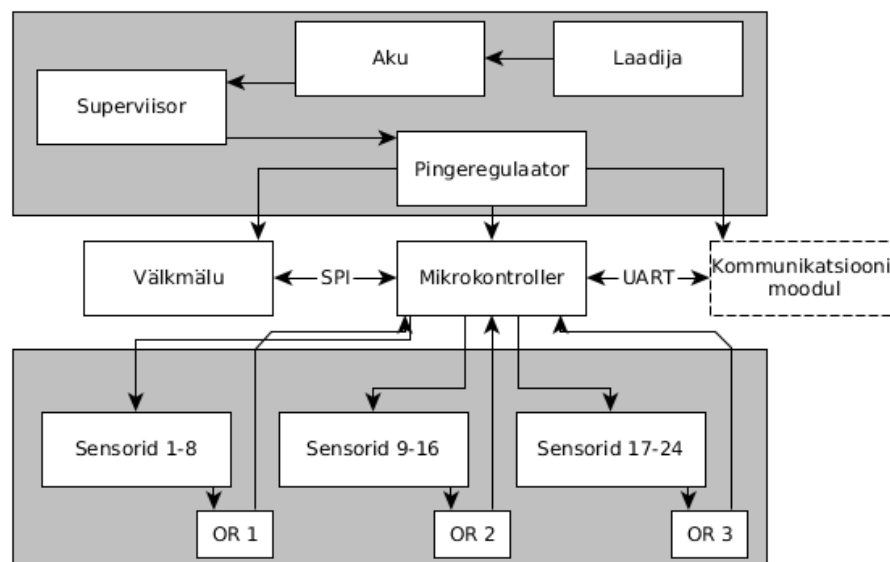 Aku
Laadija
Superviisor
Pingeregulaator
Välkmälu
SPI
Mikrokontroller
UART
Kommunikatsiooni
moodul
Sensorid 1-8
Sensorid 9-16
Sensorid 17-24
OR 1
OR 2
OR 3